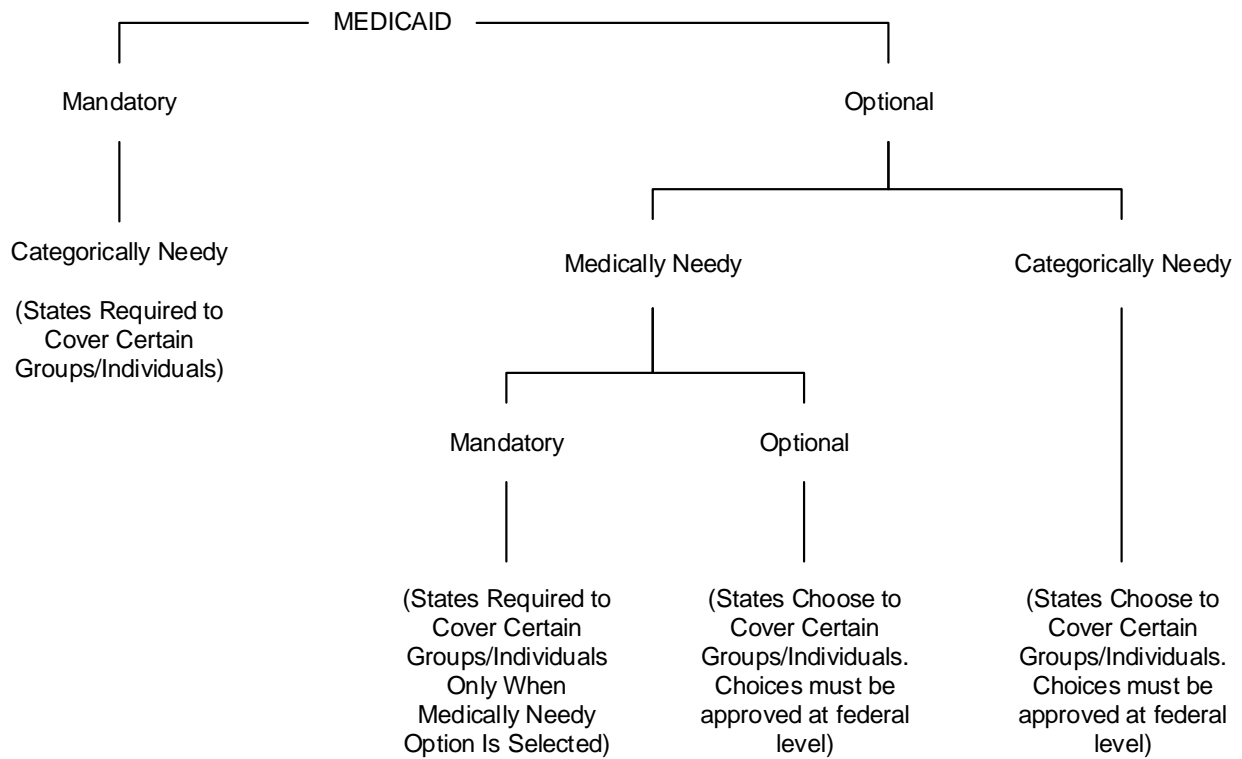 MEDICAID
Mandatory
Optional
Categorically Needy
(States Required to
Cover Certain
Groups/Individuals)
Medically Needy
Categorically Needy
Mandatory
Optional
(States Required to
Cover Certain
Groups/Individuals
Only When
Medically Needy
Option Is Selected)
(States Choose to
Cover Certain
Groups/Individuals.
Choices must be
approved at federal
level)
(States Choose to
Cover Certain
Groups/Individuals.
Choices must be
approved at federal
level)